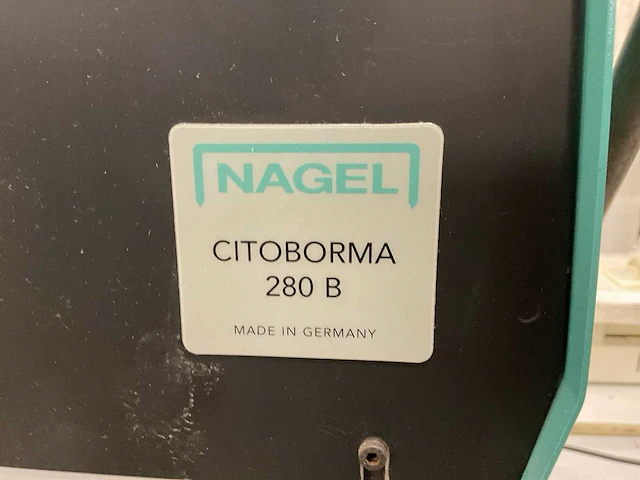 NAGEL
CITOBORMA
280 B
MADE IN GERMANY